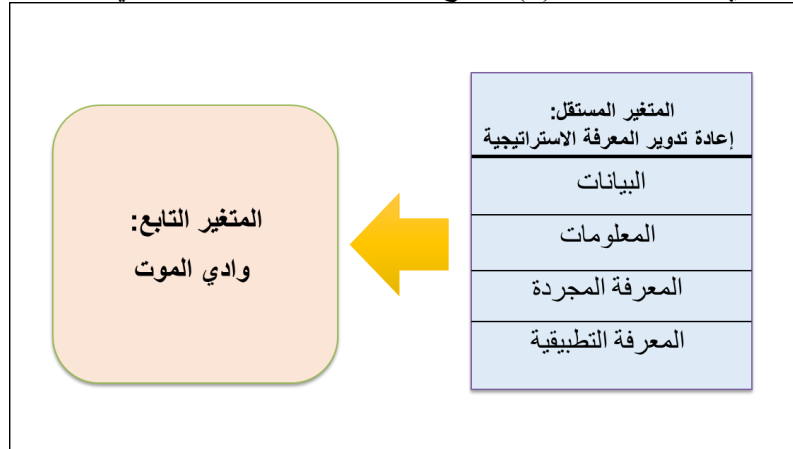 المتغير المستقل:
إعادة تدوير المعرفة الاستراتيجية
البيانات
المعلومات
المعرفة المجردة
المعرفة التطبيقية
المتغير التابع:
وادي الموت